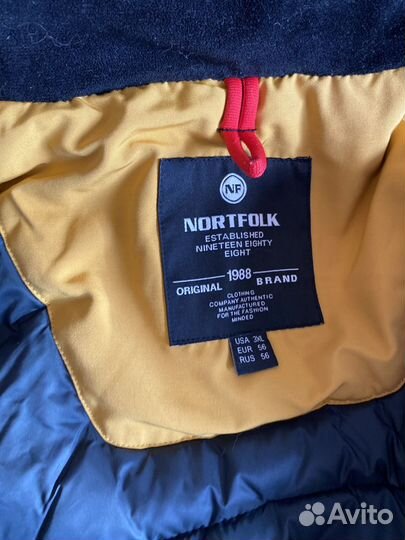 NF
NORTFOLK
ESTABLISHED
NINETEEN EIGHTY
EIGHT
1988
ORIGINAL BRAND
CLOTHING
COMPANY AUTHENTIC
MANUFACTURED
FOR THE FASHION
MINDED
USA 3XL
EUR 56
RUS 56
Avito